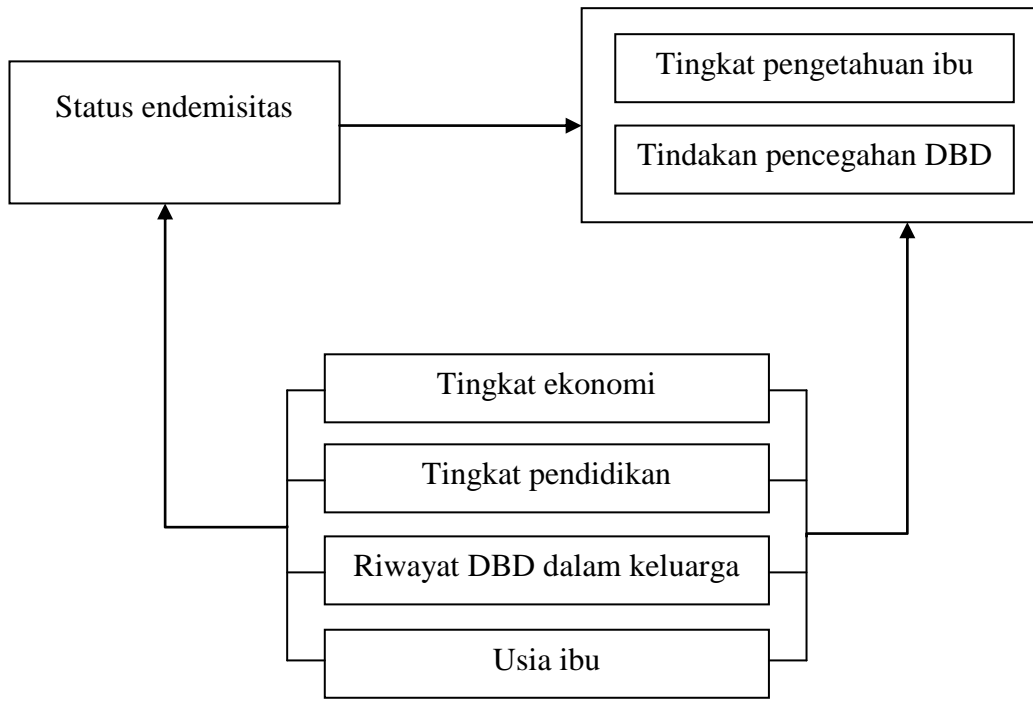 Status endemisitas
Tingkat pengetahuan ibu
Tindakan pencegahan DBD
Tingkat ekonomi
Tingkat pendidikan
Riwayat DBD dalam keluarga
Usia ibu